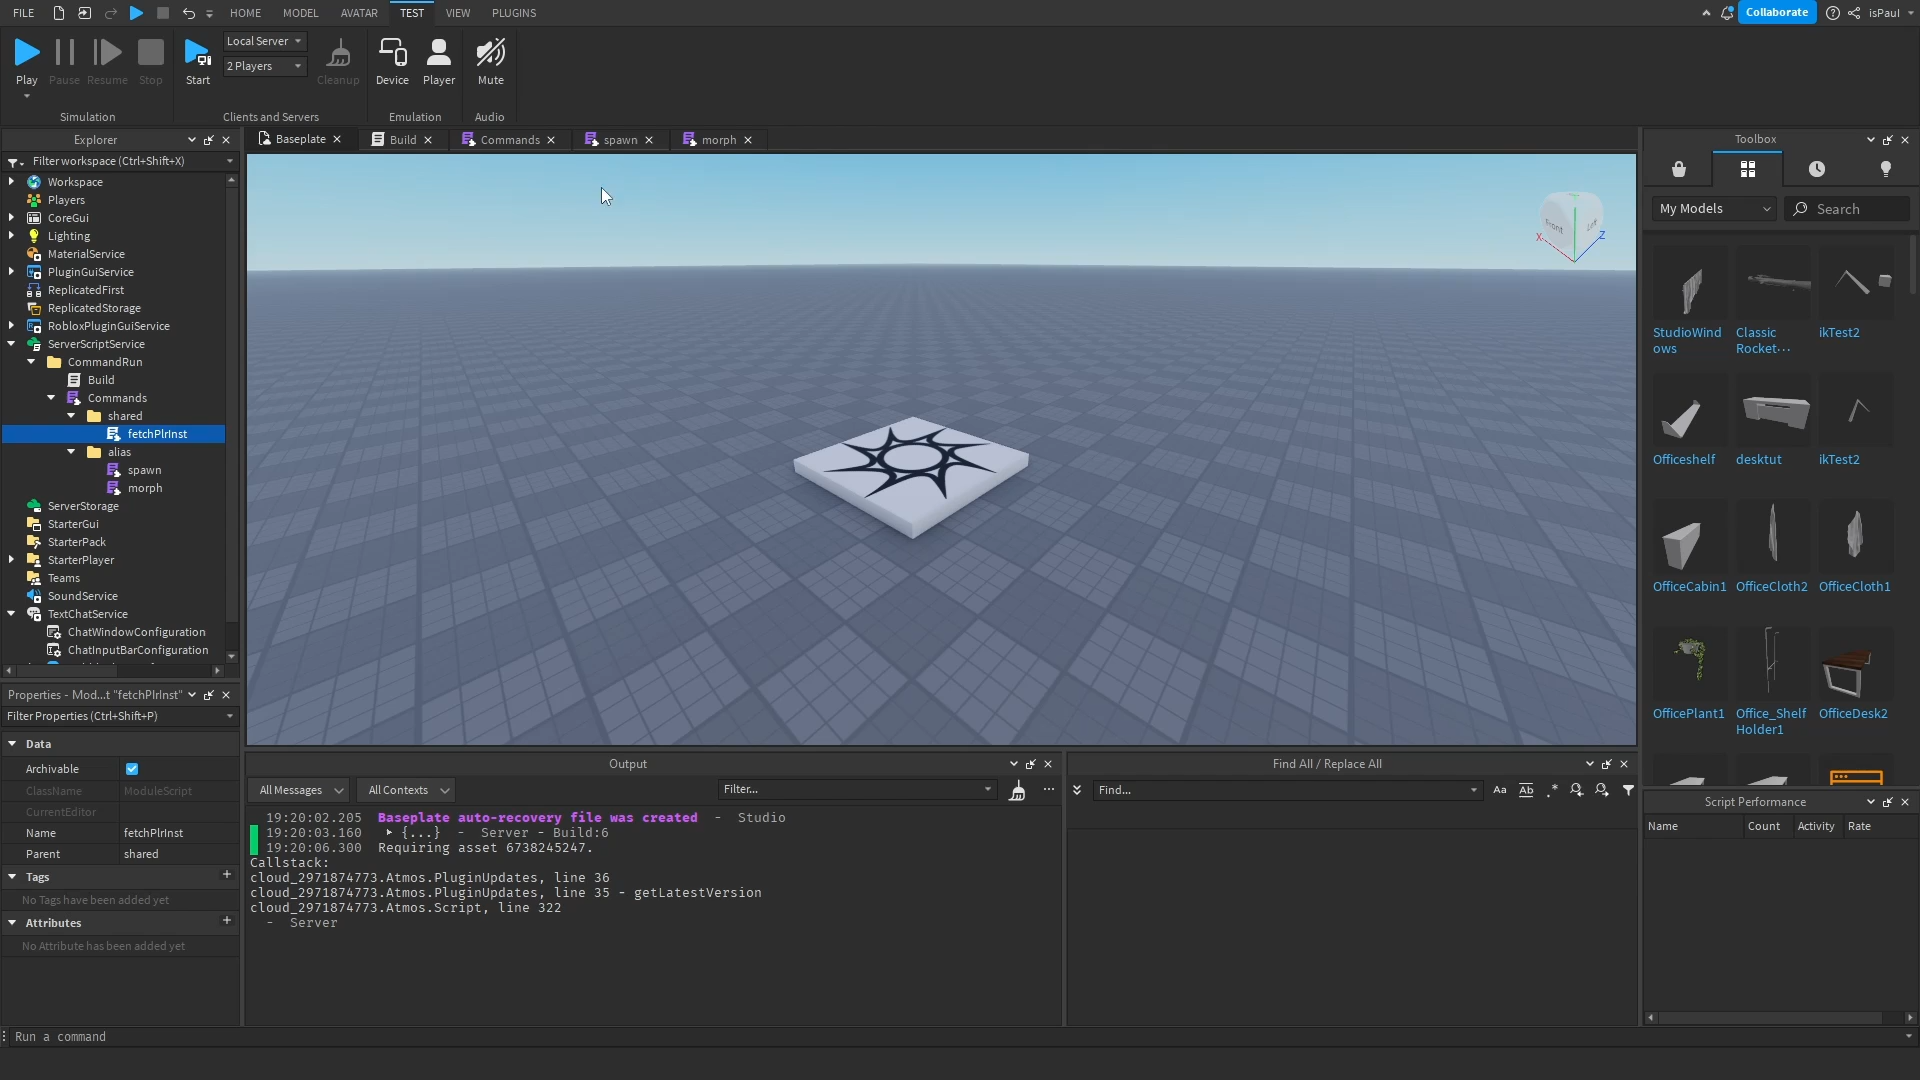 FILE
HOME
MODEL
AVATAR
TEST
VIEW
PLUGINS
Collaborate
isPaul
Play
Pause
Resume
Stop
Simulation
Start
Local Server
2 Players
Cleanup
Clients and Servers
Device
Player
Emulation
Mute
Audio
Explorer
Filter workspace (Ctrl+Shift+X)
Workspace
Players
CoreGui
Lighting
MaterialService
PluginGuiService
ReplicatedFirst
ReplicatedStorage
RobloxPluginGuiService
ServerScriptService
CommandRun
Build
Commands
shared
fetchPlrInst
alias
spawn
morph
ServerStorage
StarterGui
StarterPack
StarterPlayer
Teams
SoundService
TextChatService
ChatWindowConfiguration
ChatInputBarConfiguration
Properties - Mod...t "fetchPlrInst"
Filter Properties (Ctrl+Shift+P)
Data
Archivable
ClassName ModuleScript
CurrentEditor
Name fetchPlrInst
Parent shared
Tags
No Tags have been added yet
Attributes
No Attribute has been added yet
Baseplate
Build
Commands
spawn
morph
Front
X
Z
Output
All Messages
All Contexts
Filter...
19:20:02.205 Baseplate auto-recovery file was created - Studio
19:20:03.160 ▶ {...} - Server - Build:6
19:20:06.300 Requiring asset 6738245247.
Callstack:
cloud_2971874773.Atmos.PluginUpdates, line 36
cloud_2971874773.Atmos.PluginUpdates, line 35 - getLatestVersion
cloud_2971874773.Atmos.Script, line 322
- Server
Find All / Replace All
Find...
Aa
Ab
.*
Toolbox
My Models
Search
StudioWind
ows
Classic
Rocket···
ikTest2
Officeshelf
desktut
ikTest2
OfficeCabin1
OfficeCloth2
OfficeCloth1
OfficePlant1
Office_Shelf
Holder1
OfficeDesk2
Script Performance
Name
Count
Activity
Rate
Run a command